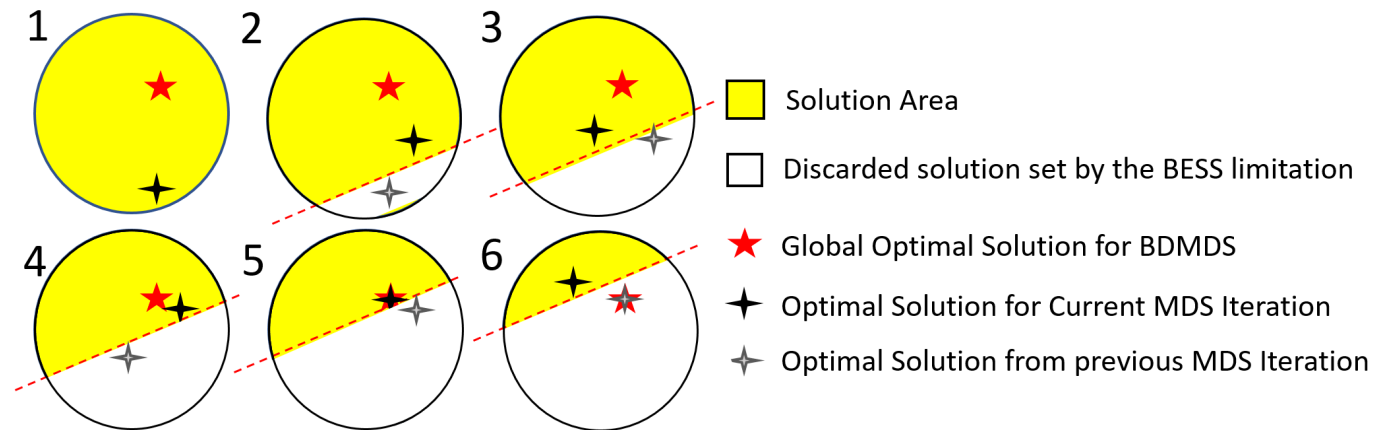 1
2
3
Solution Area
Discarded solution set by the BESS limitation
4
5
6
Global Optimal Solution for BDMDS
Optimal Solution for Current MDS Iteration
Optimal Solution from previous MDS Iteration